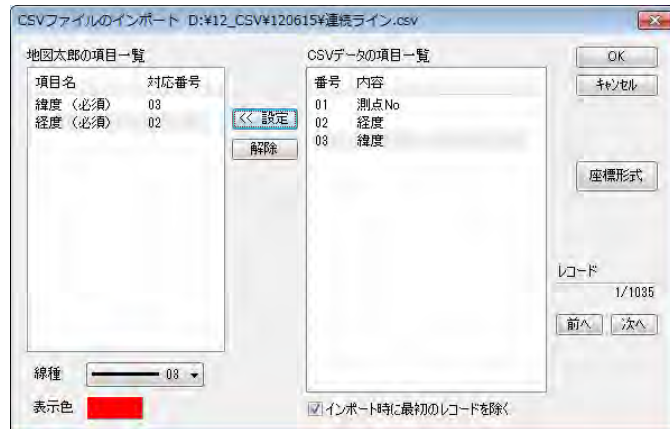 CSVファイルのインポート D:¥12_CSV¥120615¥連続ライン.csv
地図太郎の項目一覧
項目名 対応番号
緯度（必須） 03
経度（必須） 02
<< 設定
解除
CSVデータの項目一覧
番号 内容
01 測点No
02 経度
03 緯度
OK
キャンセル
座標形式
レコード
1/1035
前へ 次へ
線種 03
表示色
インポート時に最初のレコードを除く